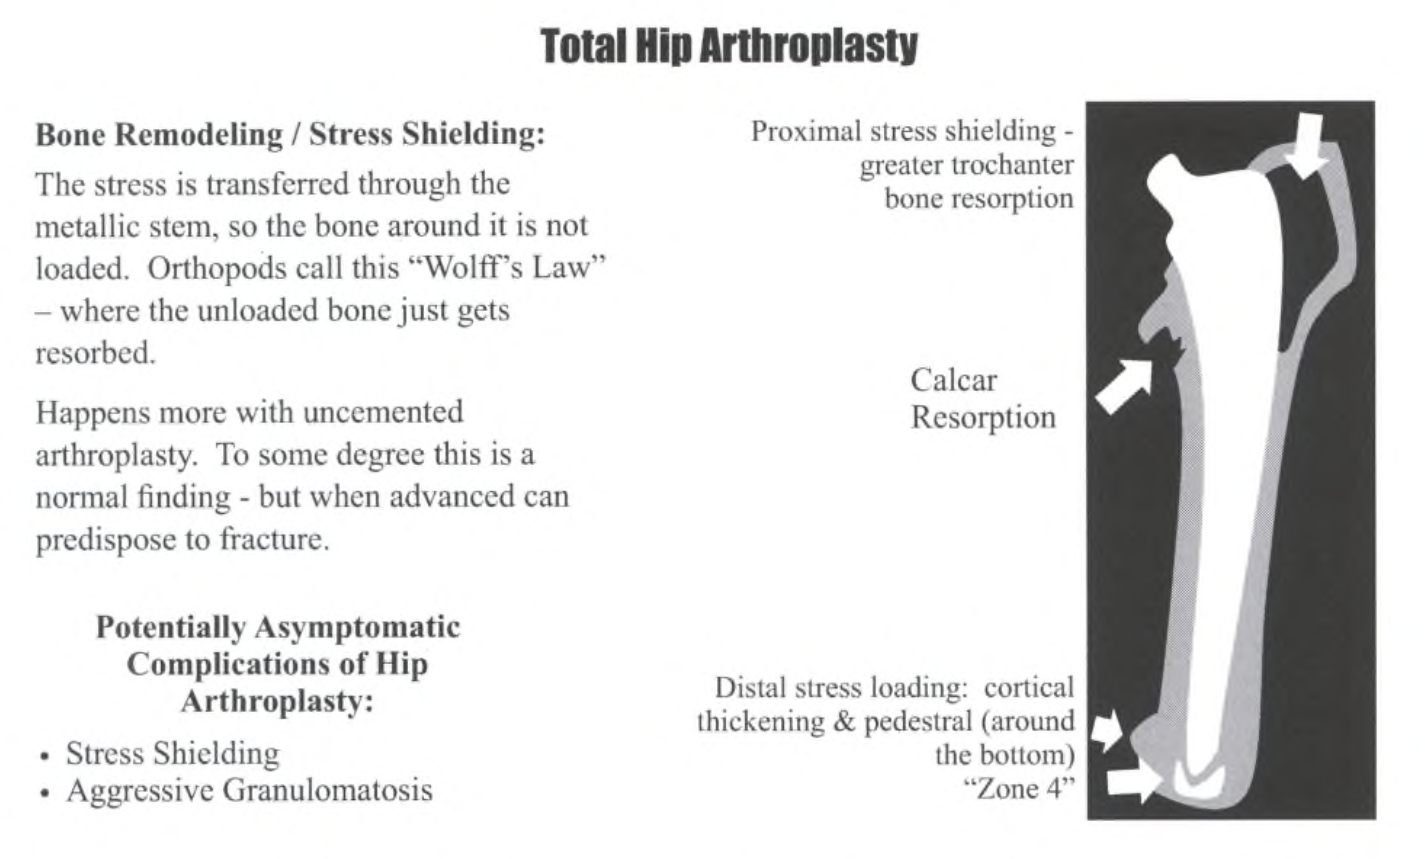 Total Hip Arthroplasty
Bone Remodeling / Stress Shielding:
The stress is transferred through the
metallic stem, so the bone around it is not
loaded. Orthopods call this “Wolff’s Law”
– where the unloaded bone just gets
resorbed.
Happens more with uncemented
arthroplasty. To some degree this is a
normal finding - but when advanced can
predispose to fracture.
Potentially Asymptomatic
Complications of Hip
Arthroplasty:
• Stress Shielding
• Aggressive Granulomatosis
Proximal stress shielding -
greater trochanter
bone resorption
Calcar
Resorption
Distal stress loading: cortical
thickening & pedestral (around
the bottom)
“Zone 4”